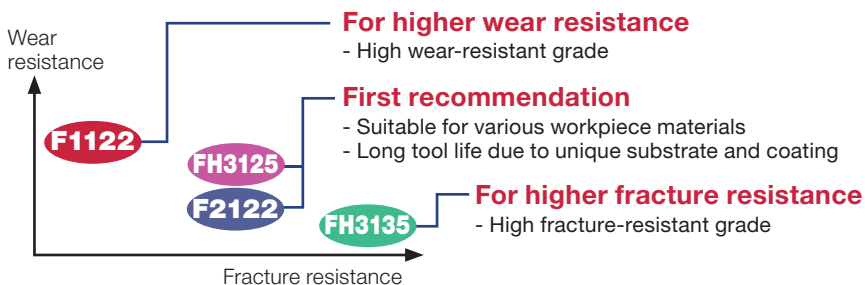 For higher wear resistance
- High wear-resistant grade
Wear
resistance
First recommendation
- Suitable for various workpiece materials
- Long tool life due to unique substrate and coating
F1122
FH3125
F2122
For higher fracture resistance
- High fracture-resistant grade
FH3135
Fracture resistance